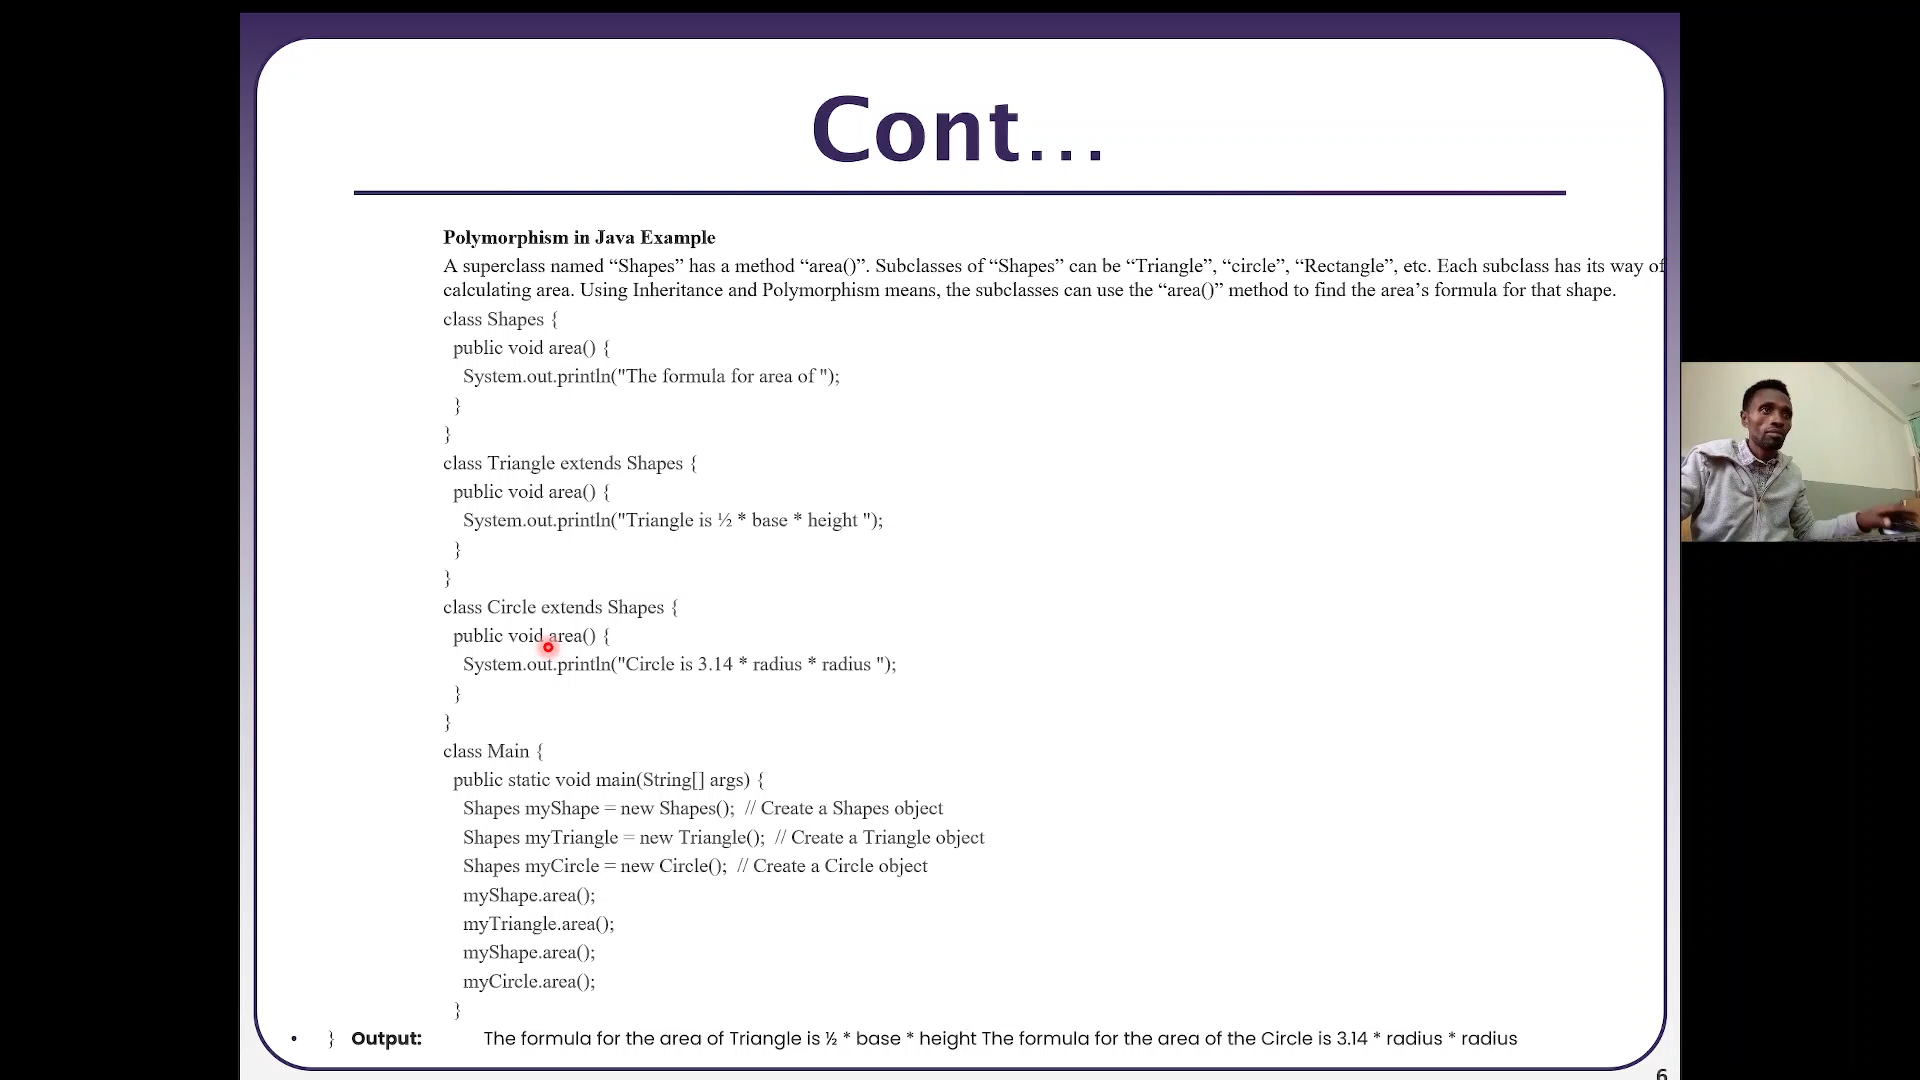 Cont...
Polymorphism in Java Example
A superclass named “Shapes” has a method “area()”. Subclasses of “Shapes” can be “Triangle”, “circle”, “Rectangle”, etc. Each subclass has its way of
calculating area. Using Inheritance and Polymorphism means, the subclasses can use the “area()” method to find the area’s formula for that shape.
class Shapes {
public void area() {
System.out.println("The formula for area of ");
}
}
class Triangle extends Shapes {
public void area() {
System.out.println("Triangle is ½ * base * height ");
}
}
class Circle extends Shapes {
public void area() {
System.out.println("Circle is 3.14 * radius * radius ");
}
}
class Main {
public static void main(String[] args) {
Shapes myShape = new Shapes();  // Create a Shapes object
Shapes myTriangle = new Triangle();  // Create a Triangle object
Shapes myCircle = new Circle();  // Create a Circle object
myShape.area();
myTriangle.area();
myShape.area();
myCircle.area();
}
• } Output: The formula for the area of Triangle is ½ * base * height The formula for the area of the Circle is 3.14 * radius * radius
6